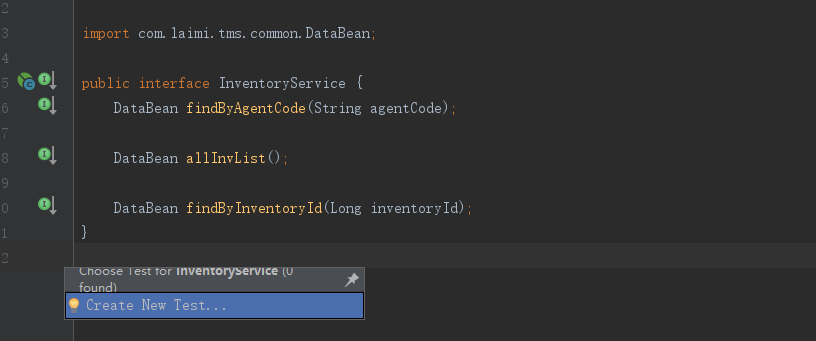 2
3 import com.laimi.tms.common.DataBean;
4
5 public interface InventoryService {
6 DataBean findByAgentCode(String agentCode);
7
8 DataBean allInvList();
9
0 DataBean findByInventoryId(Long inventoryId);
1 }
2
Choose Test for InventoryService (0
found)
Create New Test...